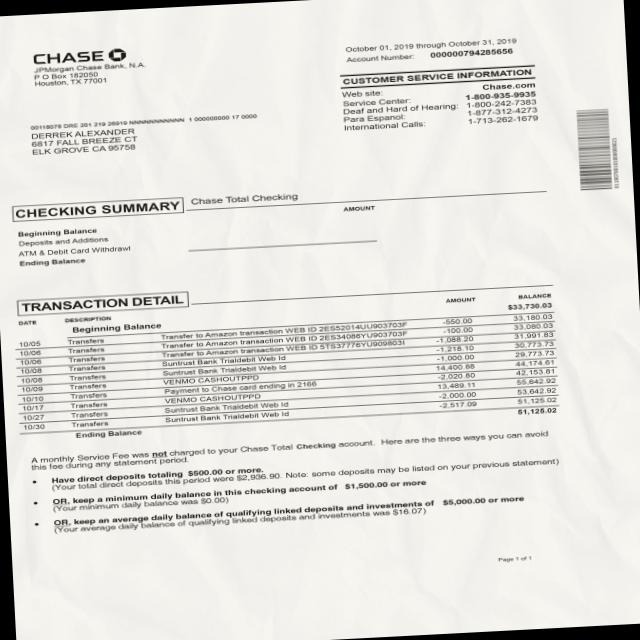 CHASE
JPMorgan Chase Bank, N.A.
P O Box 182050
Houston, TX 77001
October 01, 2019 through October 31, 2019
Account Number: 000000794285656
CUSTOMER SERVICE INFORMATION
Web site: Chase.com
Service Center: 1-800-935-9935
Deaf and Hard of Hearing: 1-800-242-7383
Para Espanol: 1-877-312-4273
International Calls: 1-713-262-1679
00118078 DRE 201 219 NNNNNNNNNNN 1 000000000 17 0000
DERREK ALEXANDER
6817 FALL BREEZE CT
ELK GROVE CA 95758
CHECKING SUMMARY Chase Total Checking
AMOUNT
Beginning Balance
Deposits and Additions
ATM & Debit Card Withdrawl
Ending Balance
TRANSACTION DETAIL
DATE DESCRIPTION AMOUNT BALANCE
Beginning Balance $33,730.03
10/05 Transfers Transfer to Amazon transaction WEB ID 2ES52014UU903703F -550.00 33,180.03
10/06 Transfers Transfer to Amazon transaction WEB ID 2ES34086YU903703F -100.00 33,080.03
10/06 Transfers Transfer to Amazon transaction WEB ID 5TS37776YU909803I -1,088.20 31,991.83
10/08 Transfers Suntrust Bank Trialdebit Web Id -1,218.10 30,773.73
10/08 Transfers Suntrust Bank Trialdebit Web Id -1,000.00 29,773.73
10/09 Transfers VENMO CASHOUTPPD 14,400.88 44,174.61
10/10 Transfers Payment to Chase card ending in 2166 -2,020.80 42,153.81
10/17 Transfers VENMO CASHOUTPPD 13,489.11 55,642.92
10/27 Transfers Suntrust Bank Trialdebit Web Id -2,000.00 53,642.92
10/30 Transfers Suntrust Bank Trialdebit Web Id -2,517.09 51,125.02
Ending Balance 51,125.02
A monthly Service Fee was not charged to your Chase Total Checking account. Here are the three ways you can avoid
this fee during any statement period.
• Have direct deposits totaling $500.00 or more.
(Your total direct deposits this period were $2,936.90. Note: some deposits may be listed on your previous statement)
• OR, keep a minimum daily balance in this checking account of $1,500.00 or more
(Your minimum daily balance was $0.00)
• OR, keep an average daily balance of qualifying linked deposits and investments of $5,000.00 or more
(Your average daily balance of qualifying linked deposits and investments was $16.07)
Page 1 of 1